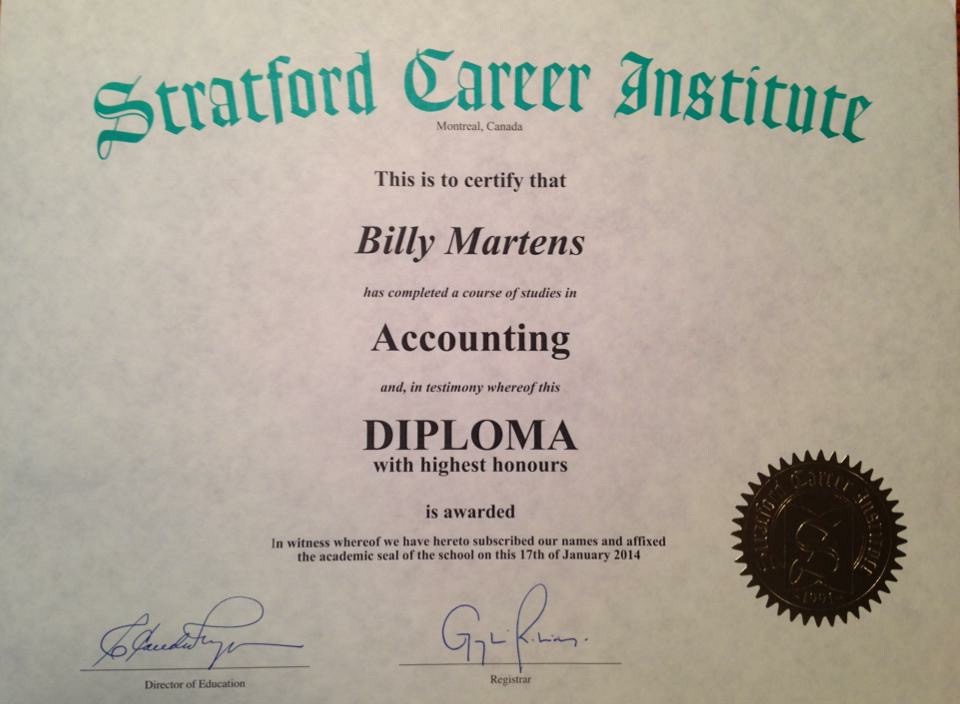 Stratford Career Institute
Montreal, Canada
This is to certify that
Billy Martens
has completed a course of studies in
Accounting
and, in testimony whereof this
DIPLOMA
with highest honours
is awarded
In witness whereof we have hereto subscribed our names and affixed
the academic seal of the school on this 17th of January 2014
Stratford Career Institute
Director of Education
Registrar